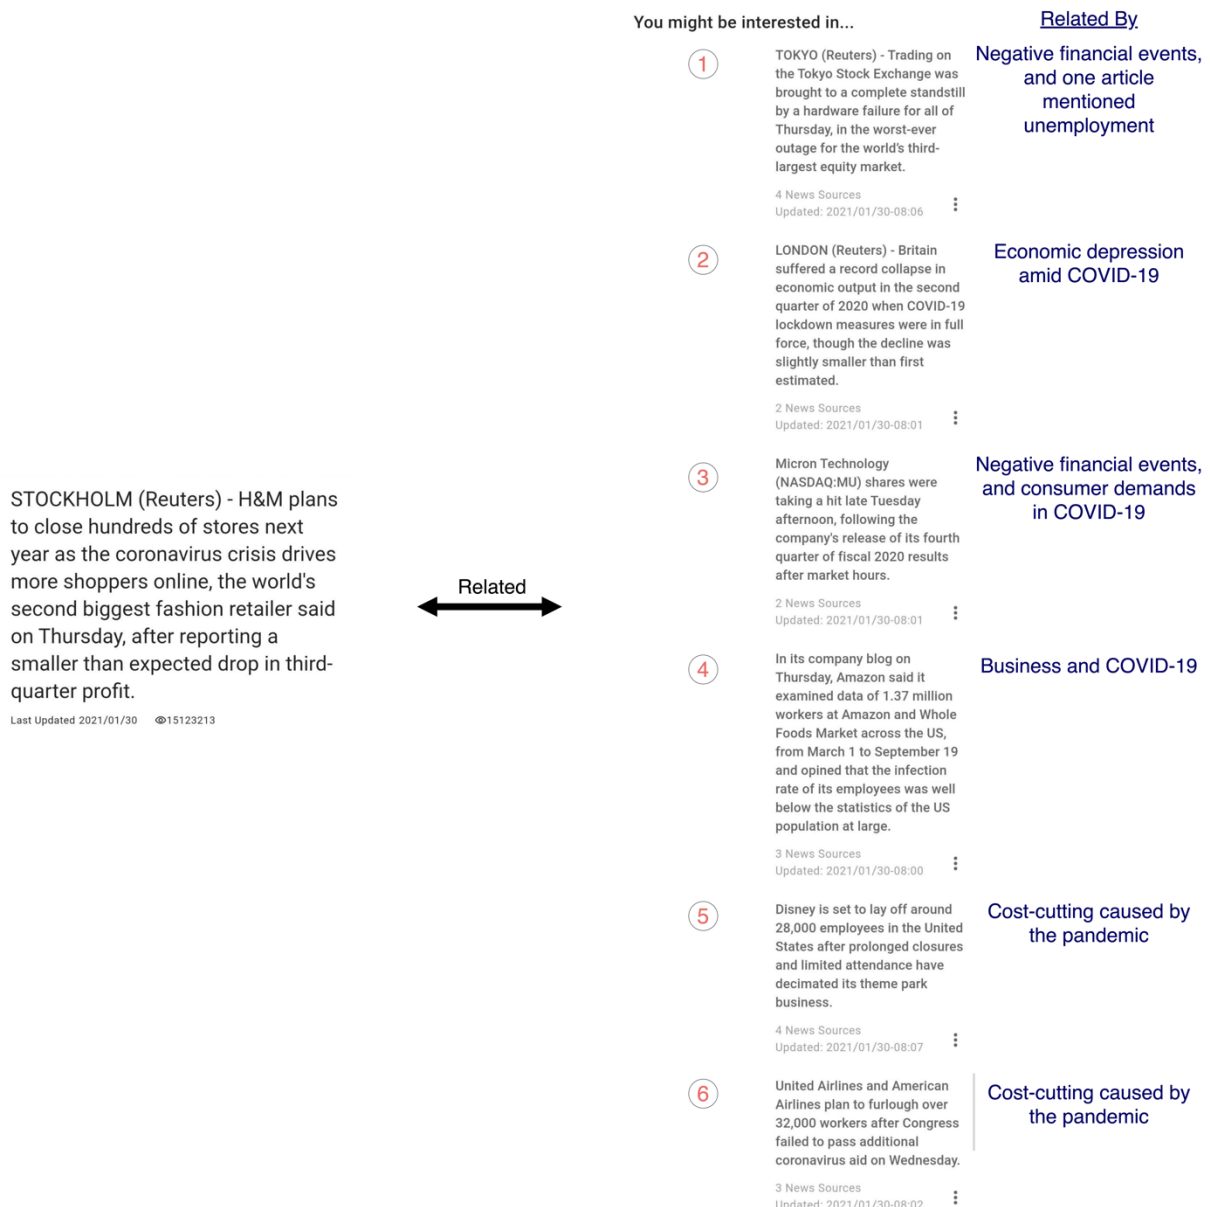 You might be interested in...
Related By
1
TOKYO (Reuters) - Trading on
the Tokyo Stock Exchange was
brought to a complete standstill
by a hardware failure for all of
Thursday, in the worst-ever
outage for the world's third-
largest equity market.
4 News Sources
Updated: 2021/01/30-08:06
Negative financial events,
and one article
mentioned
unemployment
2
LONDON (Reuters) - Britain
suffered a record collapse in
economic output in the second
quarter of 2020 when COVID-19
lockdown measures were in full
force, though the decline was
slightly smaller than first
estimated.
2 News Sources
Updated: 2021/01/30-08:01
Economic depression
amid COVID-19
3
Micron Technology
(NASDAQ:MU) shares were
taking a hit late Tuesday
afternoon, following the
company's release of its fourth
quarter of fiscal 2020 results
after market hours.
2 News Sources
Updated: 2021/01/30-08:01
Negative financial events,
and consumer demands
in COVID-19
STOCKHOLM (Reuters) - H&M plans
to close hundreds of stores next
year as the coronavirus crisis drives
more shoppers online, the world's
second biggest fashion retailer said
on Thursday, after reporting a
smaller than expected drop in third-
quarter profit.
Last Updated 2021/01/30 15123213
Related
4
In its company blog on
Thursday, Amazon said it
examined data of 1.37 million
workers at Amazon and Whole
Foods Market across the US,
from March 1 to September 19
and opined that the infection
rate of its employees was well
below the statistics of the US
population at large.
3 News Sources
Updated: 2021/01/30-08:00
Business and COVID-19
5
Disney is set to lay off around
28,000 employees in the United
States after prolonged closures
and limited attendance have
decimated its theme park
business.
4 News Sources
Updated: 2021/01/30-08:07
Cost-cutting caused by
the pandemic
6
United Airlines and American
Airlines plan to furlough over
32,000 workers after Congress
failed to pass additional
coronavirus aid on Wednesday.
3 News Sources
Updated: 2021/01/30-08:02
Cost-cutting caused by
the pandemic